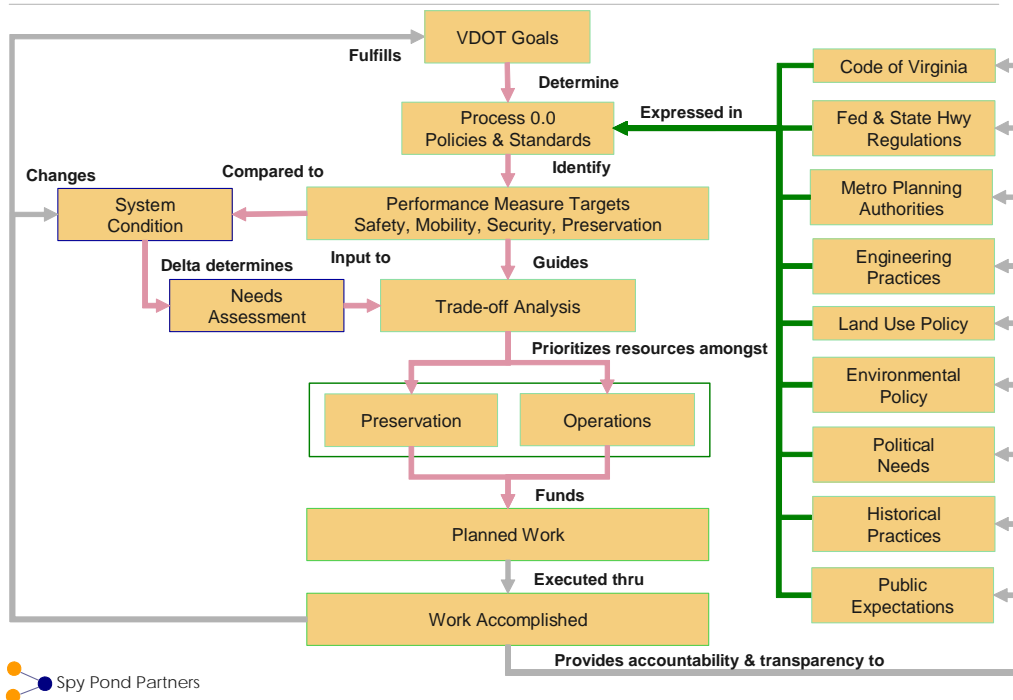 VDOT Goals
Fulfills
Determine
Code of Virginia
Process 0.0
Policies & Standards
Expressed in
Fed & State Hwy
Regulations
Identify
Changes
Compared to
System
Condition
Performance Measure Targets
Safety, Mobility, Security, Preservation
Metro Planning
Authorities
Delta determines
Input to
Guides
Engineering
Practices
Needs
Assessment
Trade-off Analysis
Land Use Policy
Prioritizes resources amongst
Environmental
Policy
Preservation
Operations
Political
Needs
Funds
Planned Work
Historical
Practices
Executed thru
Work Accomplished
Public
Expectations
Provides accountability & transparency to
Spy Pond Partners